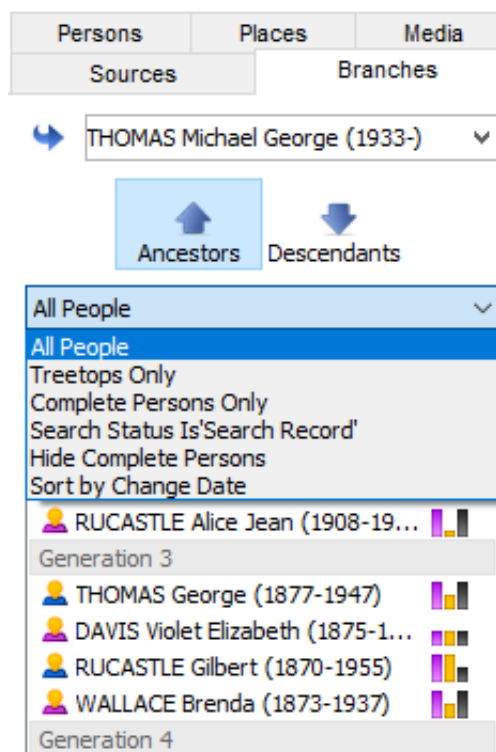 Persons Places Media
Sources Branches
THOMAS Michael George (1933-)
Ancestors Descendants
All People
All People
Treetops Only
Complete Persons Only
Search Status Is'Search Record'
Hide Complete Persons
Sort by Change Date
RUCASTLE Alice Jean (1908-19...
Generation 3
THOMAS George (1877-1947)
DAVIS Violet Elizabeth (1875-1...
RUCASTLE Gilbert (1870-1955)
WALLACE Brenda (1873-1937)
Generation 4